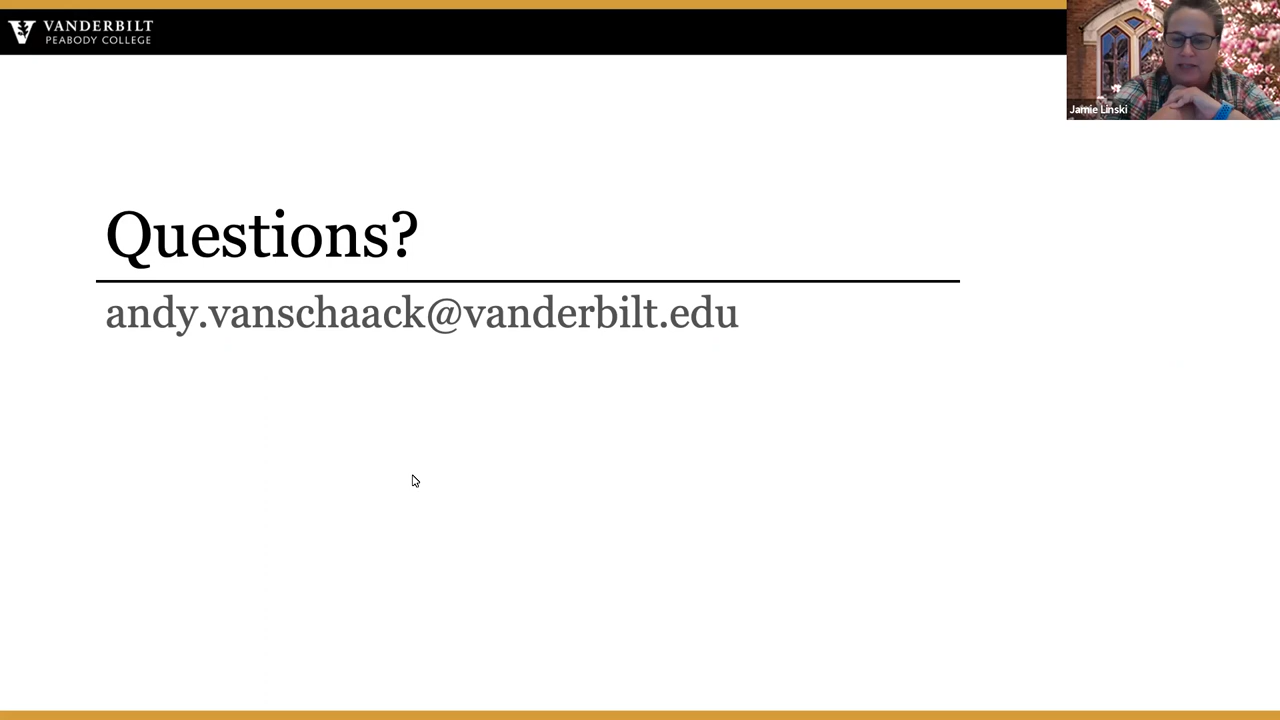 VANDERBILT
PEABODY COLLEGE
Jamie Linski
Questions?
andy.vanschaack@vanderbilt.edu